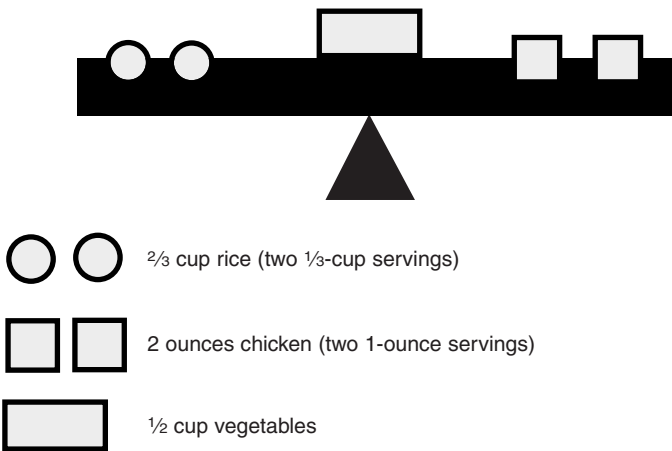 ⅔ cup rice (two ⅓-cup servings)
2 ounces chicken (two 1-ounce servings)
½ cup vegetables